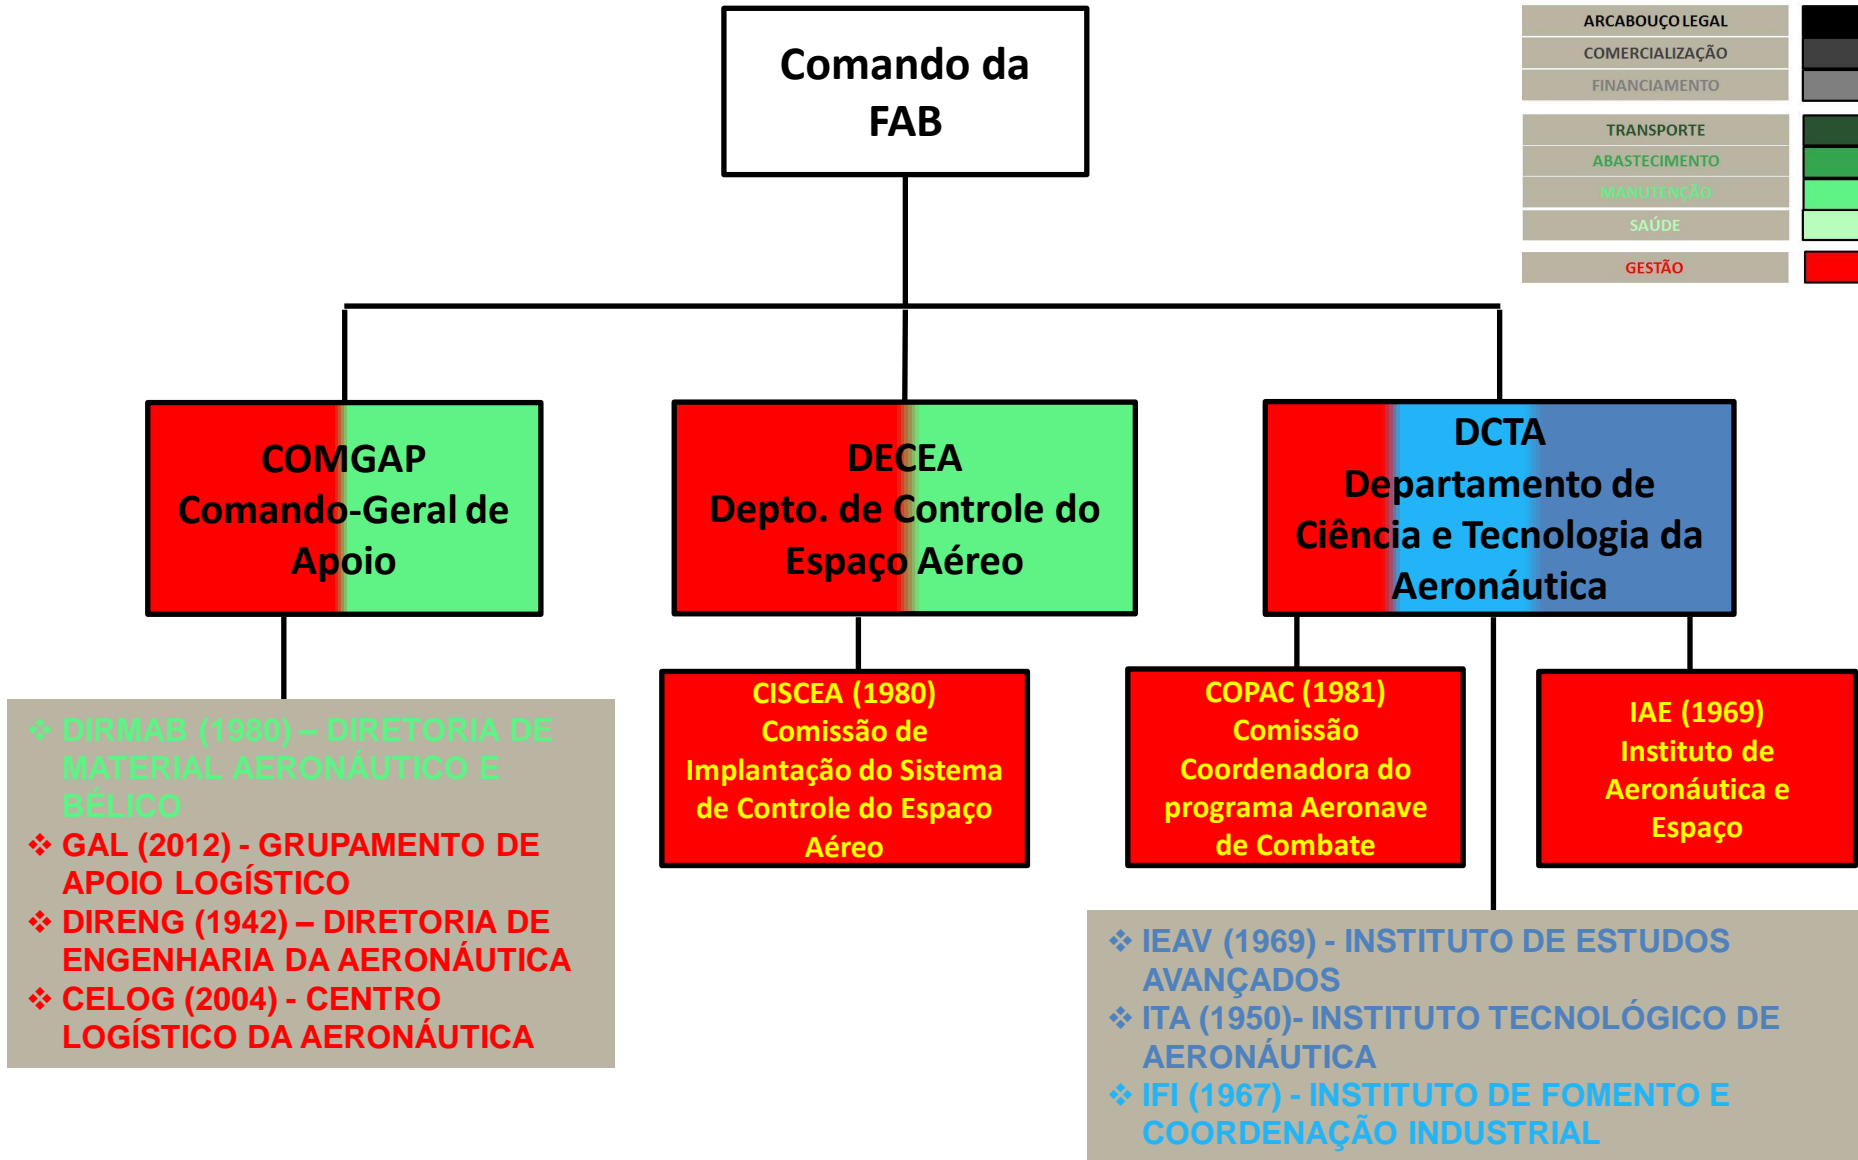 Comando da
FAB
ARCABOUÇO LEGAL
COMERCIALIZAÇÃO
FINANCIAMENTO
TRANSPORTE
ABASTECIMENTO
MANUTENÇÃO
SAÚDE
GESTÃO
COMGAP
Comando-Geral de
Apoio
DECEA
Depto. de Controle do
Espaço Aéreo
DCTA
Departamento de
Ciência e Tecnologia da
Aeronáutica
❖ DIRMAB (1980) – DIRETORIA DE
MATERIAL AERONÁUTICO E
BÉLICO
❖ GAL (2012) - GRUPAMENTO DE
APOIO LOGÍSTICO
❖ DIRENG (1942) – DIRETORIA DE
ENGENHARIA DA AERONÁUTICA
❖ CELOG (2004) - CENTRO
LOGÍSTICO DA AERONÁUTICA
CISCEA (1980)
Comissão de
Implantação do Sistema
de Controle do Espaço
Aéreo
COPAC (1981)
Comissão
Coordenadora do
programa Aeronave
de Combate
IAE (1969)
Instituto de
Aeronáutica e
Espaço
❖ IEAV (1969) - INSTITUTO DE ESTUDOS
AVANÇADOS
❖ ITA (1950)- INSTITUTO TECNOLÓGICO DE
AERONÁUTICA
❖ IFI (1967) - INSTITUTO DE FOMENTO E
COORDENAÇÃO INDUSTRIAL